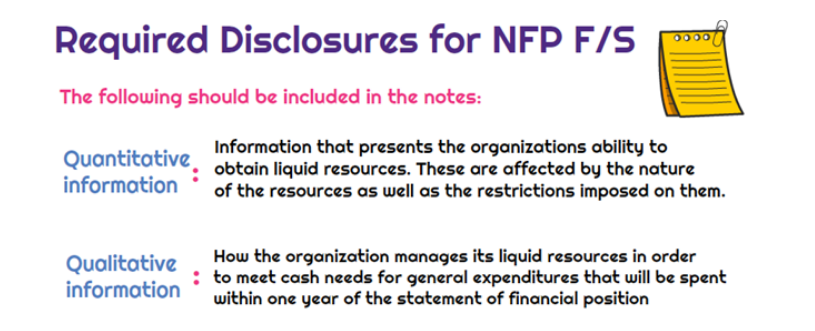 Required Disclosures for NFP F/S
The following should be included in the notes:
Quantitative information :
Information that presents the organizations ability to
obtain liquid resources. These are affected by the nature
of the resources as well as the restrictions imposed on them.
Qualitative information :
How the organization manages its liquid resources in order
to meet cash needs for general expenditures that will be spent
within one year of the statement of financial position